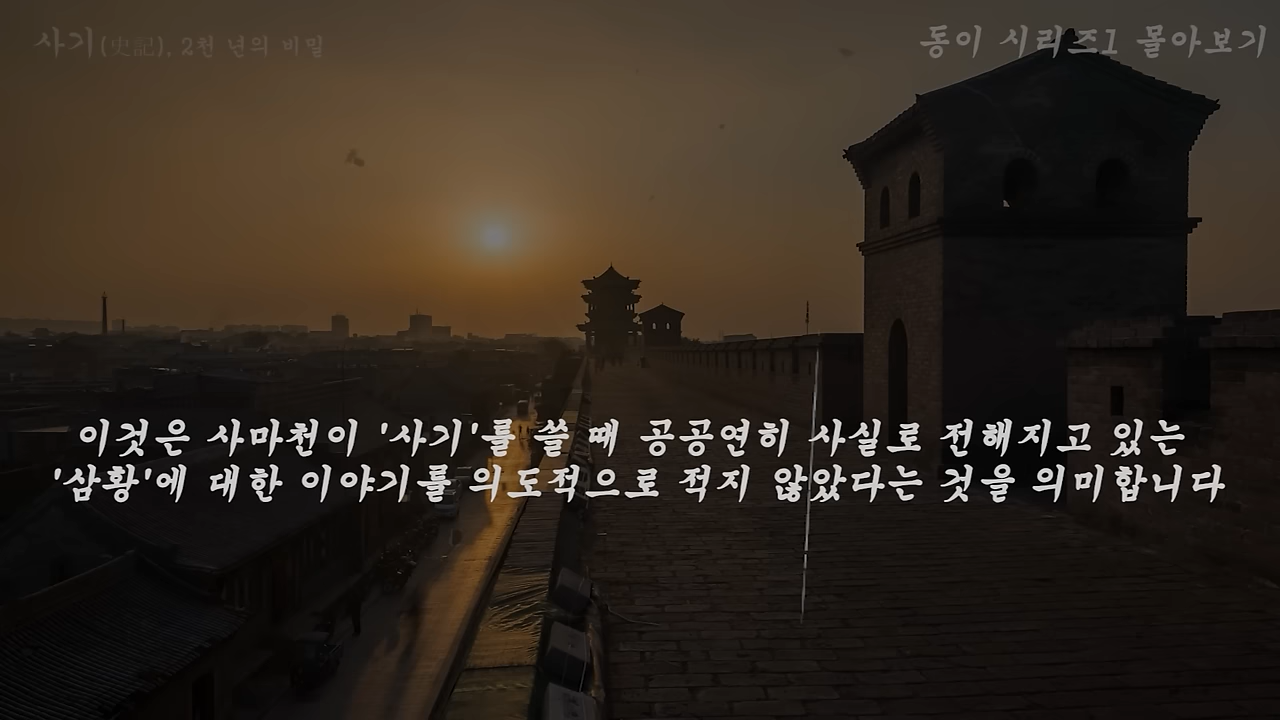 사기(史記), 2천 년의 비밀
동이 시리즈1 몰아보기
이것은 사마천이 '사기'를 쓸 때 공공연히 사실로 전해지고 있는
'삼황'에 대한 이야기를 의도적으로 적지 않았다는 것을 의미합니다